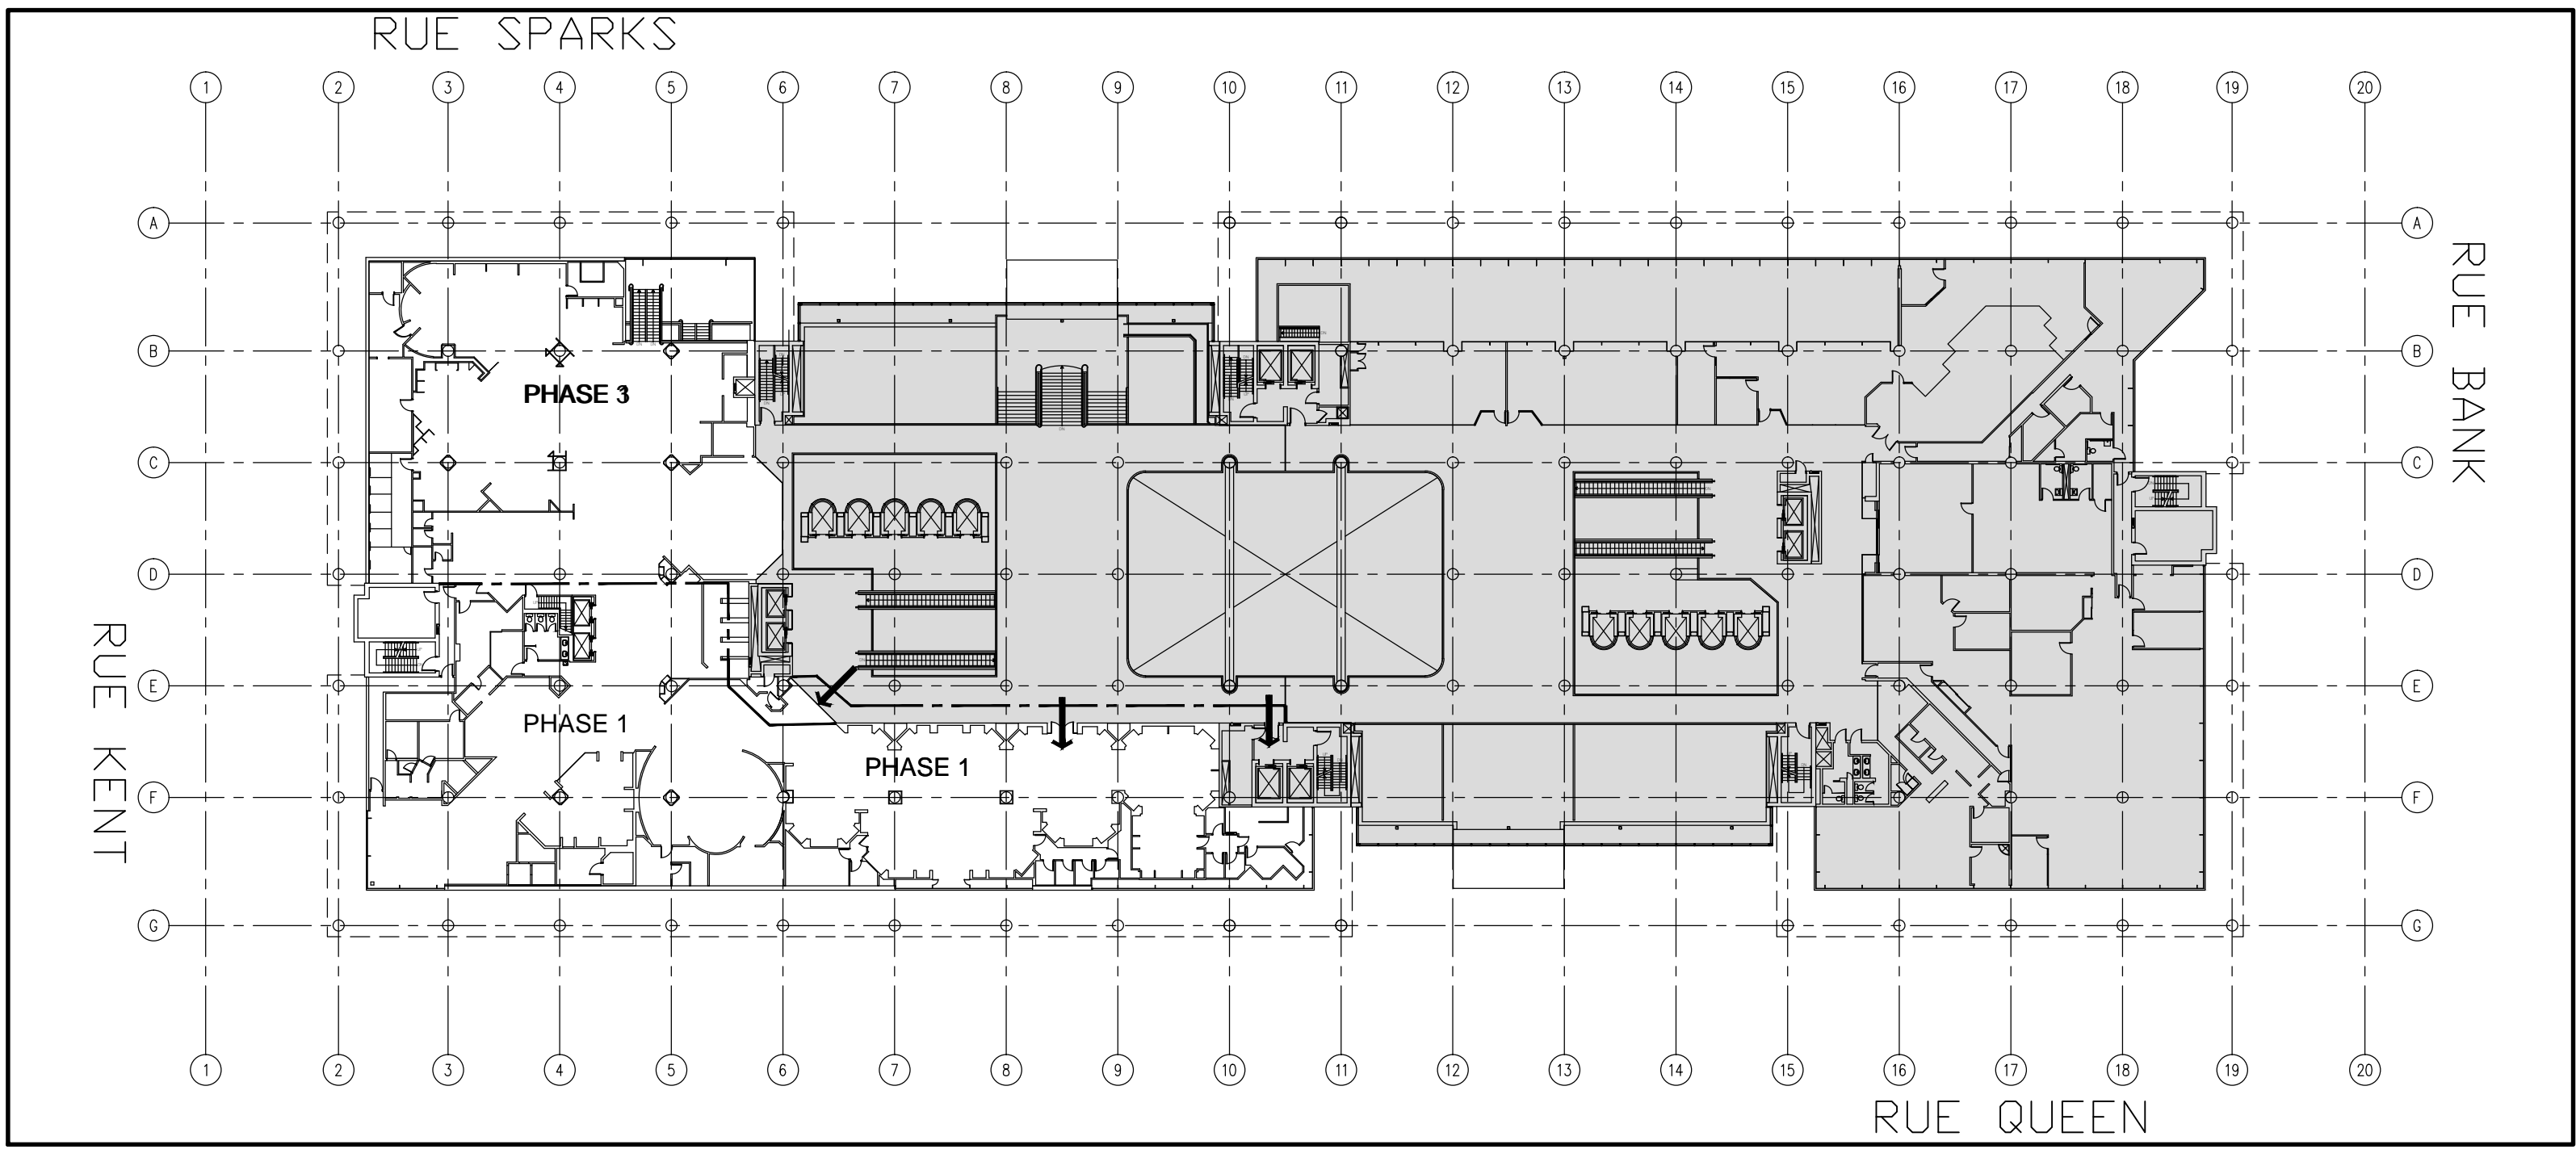 RUE SPARKS
1 2 3 4 5 6 7 8 9 10 11 12 13 14 15 16 17 18 19 20
A A
RUE BANK
B B
PHASE 3
C C
D D
RUE KENT
E E
PHASE 1
PHASE 1
F F
G G
1 2 3 4 5 6 7 8 9 10 11 12 13 14 15 16 17 18 19 20
RUE QUEEN